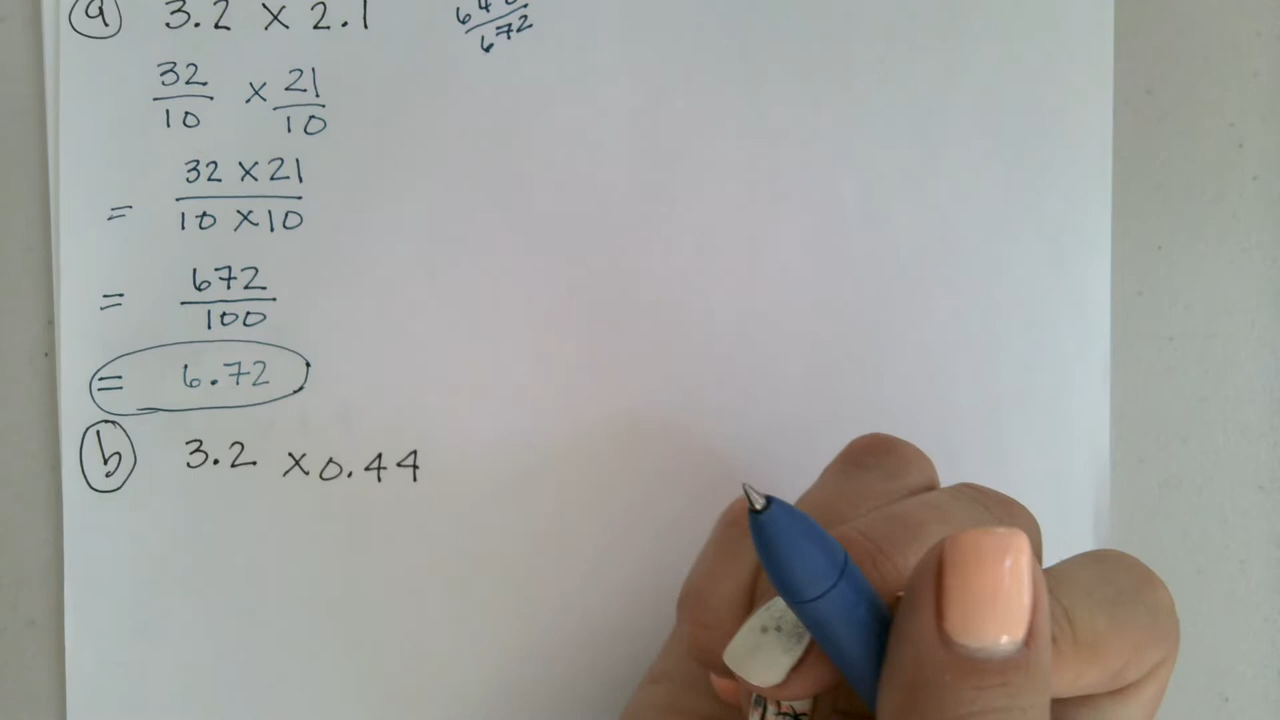 (a) 3.2 x 2.1
640
672
32/10 x 21/10
= 32 x 21 / 10 x 10
= 672/100
= 6.72
(b) 3.2 x 0.44